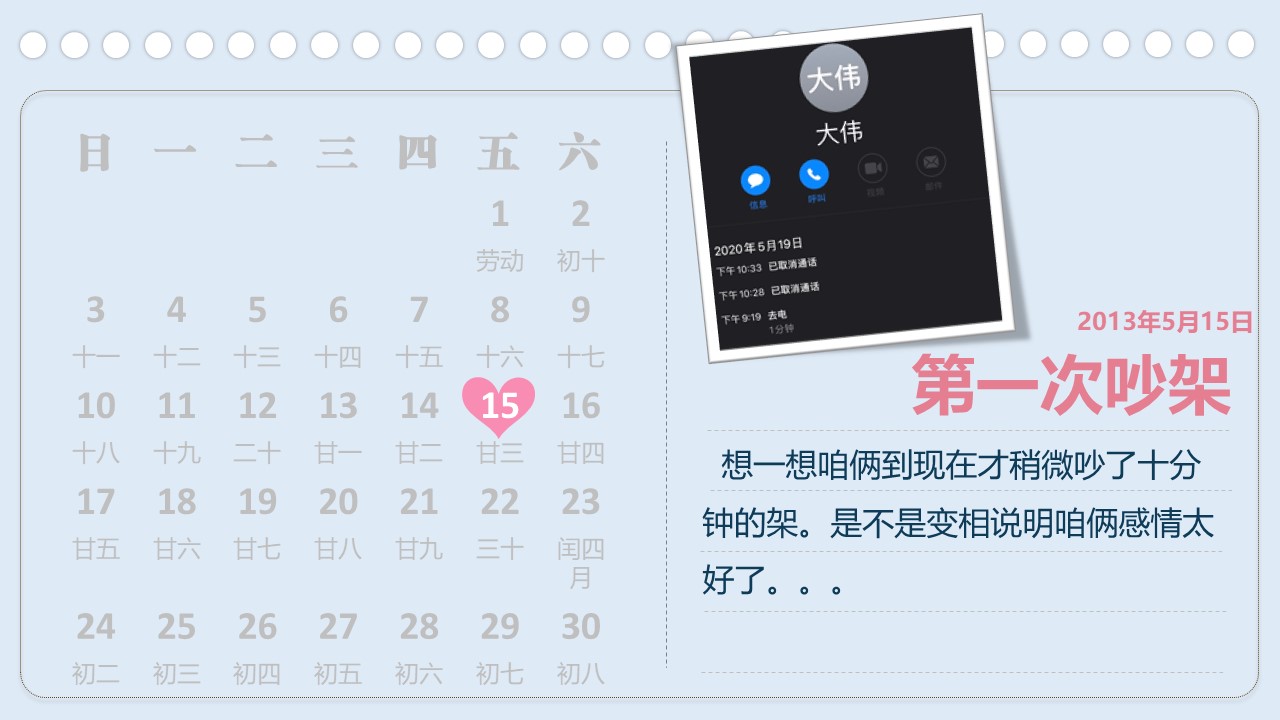 日 一 二 三 四 五 六
1 2
劳动 初十
3 4 5 6 7 8 9
十一 十二 十三 十四 十五 十六 十七
10 11 12 13 14 15 16
十八 十九 二十 甘一 甘二 甘三 甘四
17 18 19 20 21 22 23
甘五 甘六 甘七 甘八 甘九 三十 闰四
月
24 25 26 27 28 29 30
初二 初三 初四 初五 初六 初七 初八
大伟
大伟
信息 呼叫 视频 邮件
2020年5月19日
下午10:33 已取消通话
下午10:28 已取消通话
下午9:19 去电
1分钟
2013年5月15日
第一次吵架
想一想咱俩到现在才稍微吵了十分
钟的架。是不是变相说明咱俩感情太
好了。。。